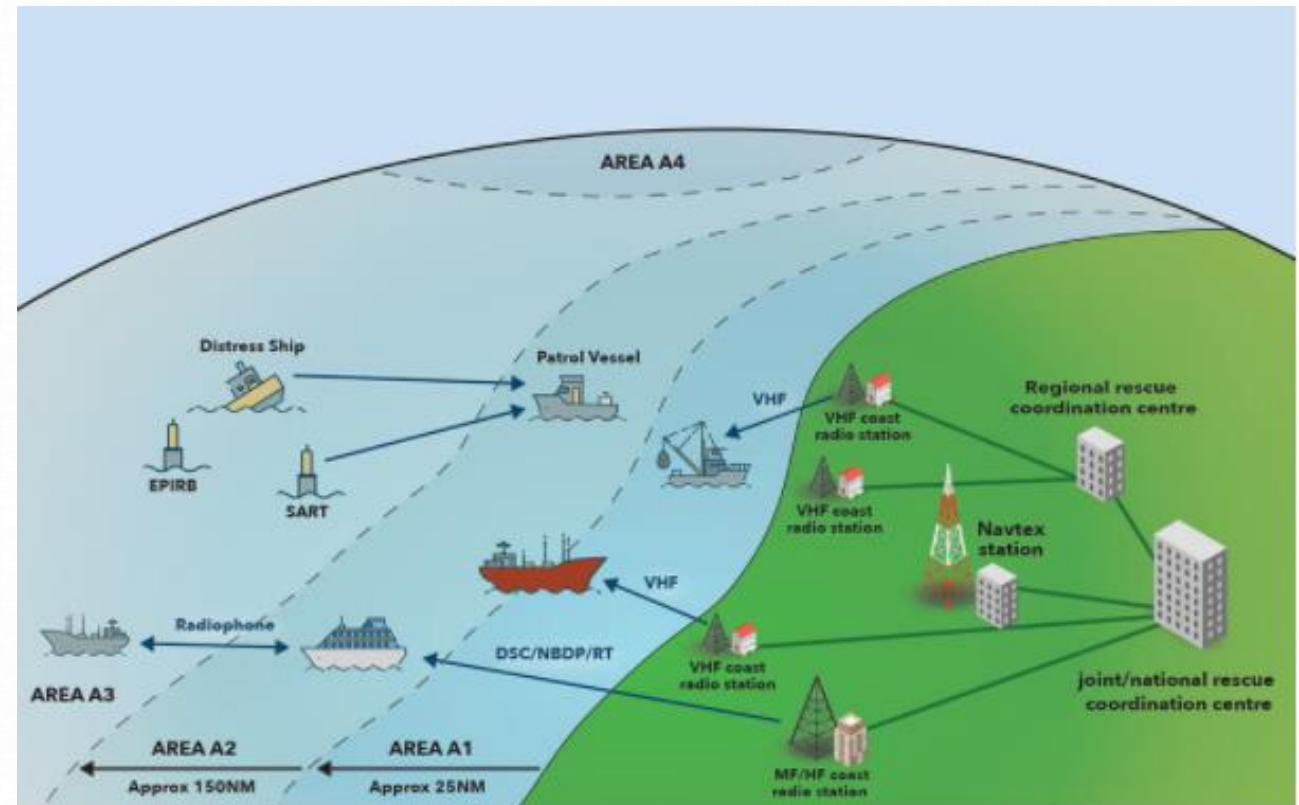 AREA A4
Distress Ship
Patrol Vessel
EPIRB
SART
VHF
VHF coast
radio station
Regional rescue
coordination centre
VHF coast
radio station
Navtex
station
VHF
Radiophone
DSC/NBDP/RT
VHF coast
radio station
joint/national rescue
coordination centre
AREA A3
AREA A2
Approx 150NM
AREA A1
Approx 25NM
MF/HF coast
radio station